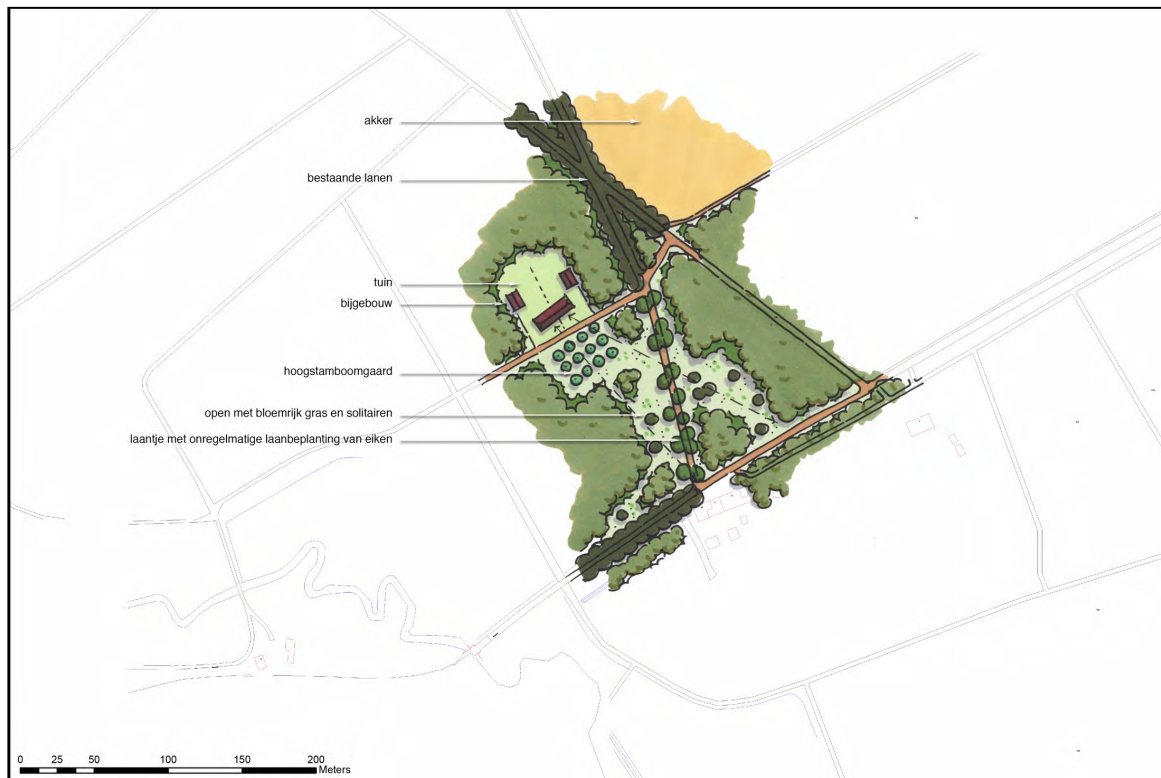 akker
bestaande lanen
tuin
bijgebouw
hoogstamboomgaard
open met bloemrijk gras en solitairen
laantje met onregelmatige laanbeplanting van eiken
0 25 50 100 150 200
Meters